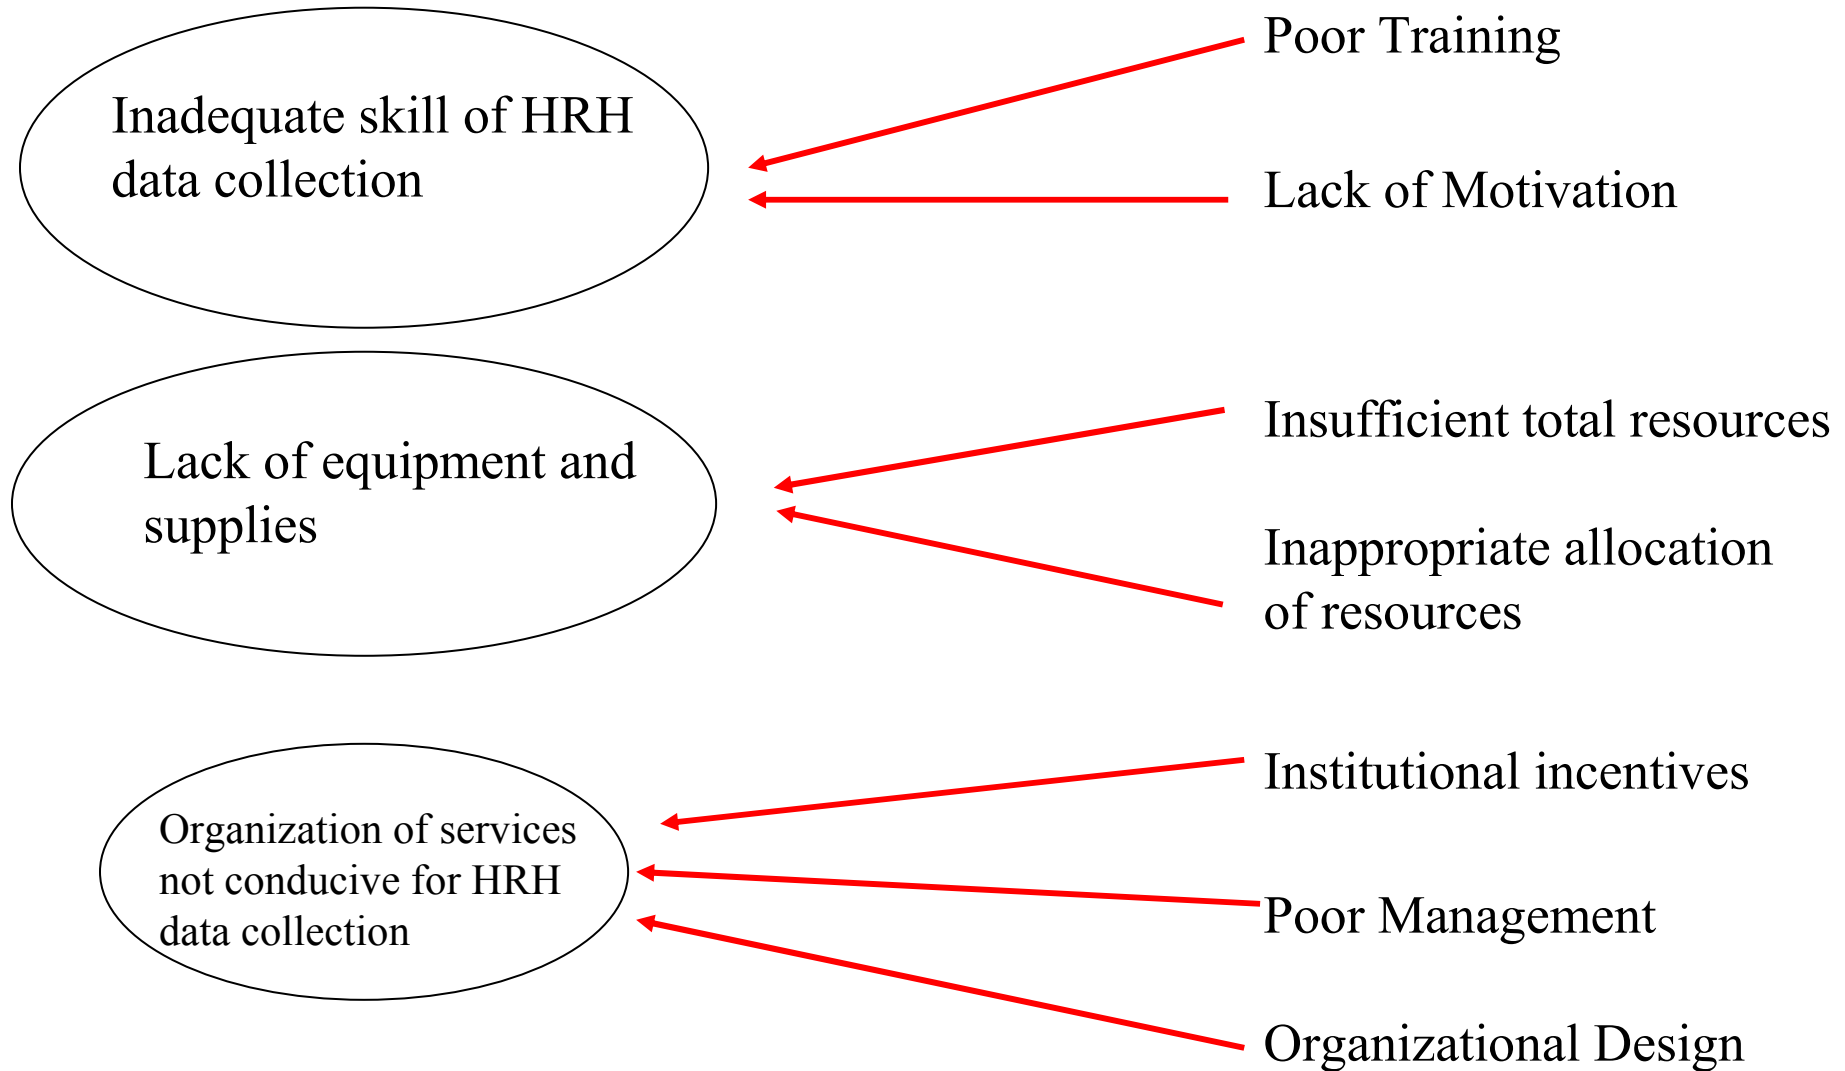 Poor Training
Inadequate skill of HRH
data collection
Lack of Motivation
Insufficient total resources
Lack of equipment and
supplies
Inappropriate allocation
of resources
Institutional incentives
Organization of services
not conducive for HRH
data collection
Poor Management
Organizational Design